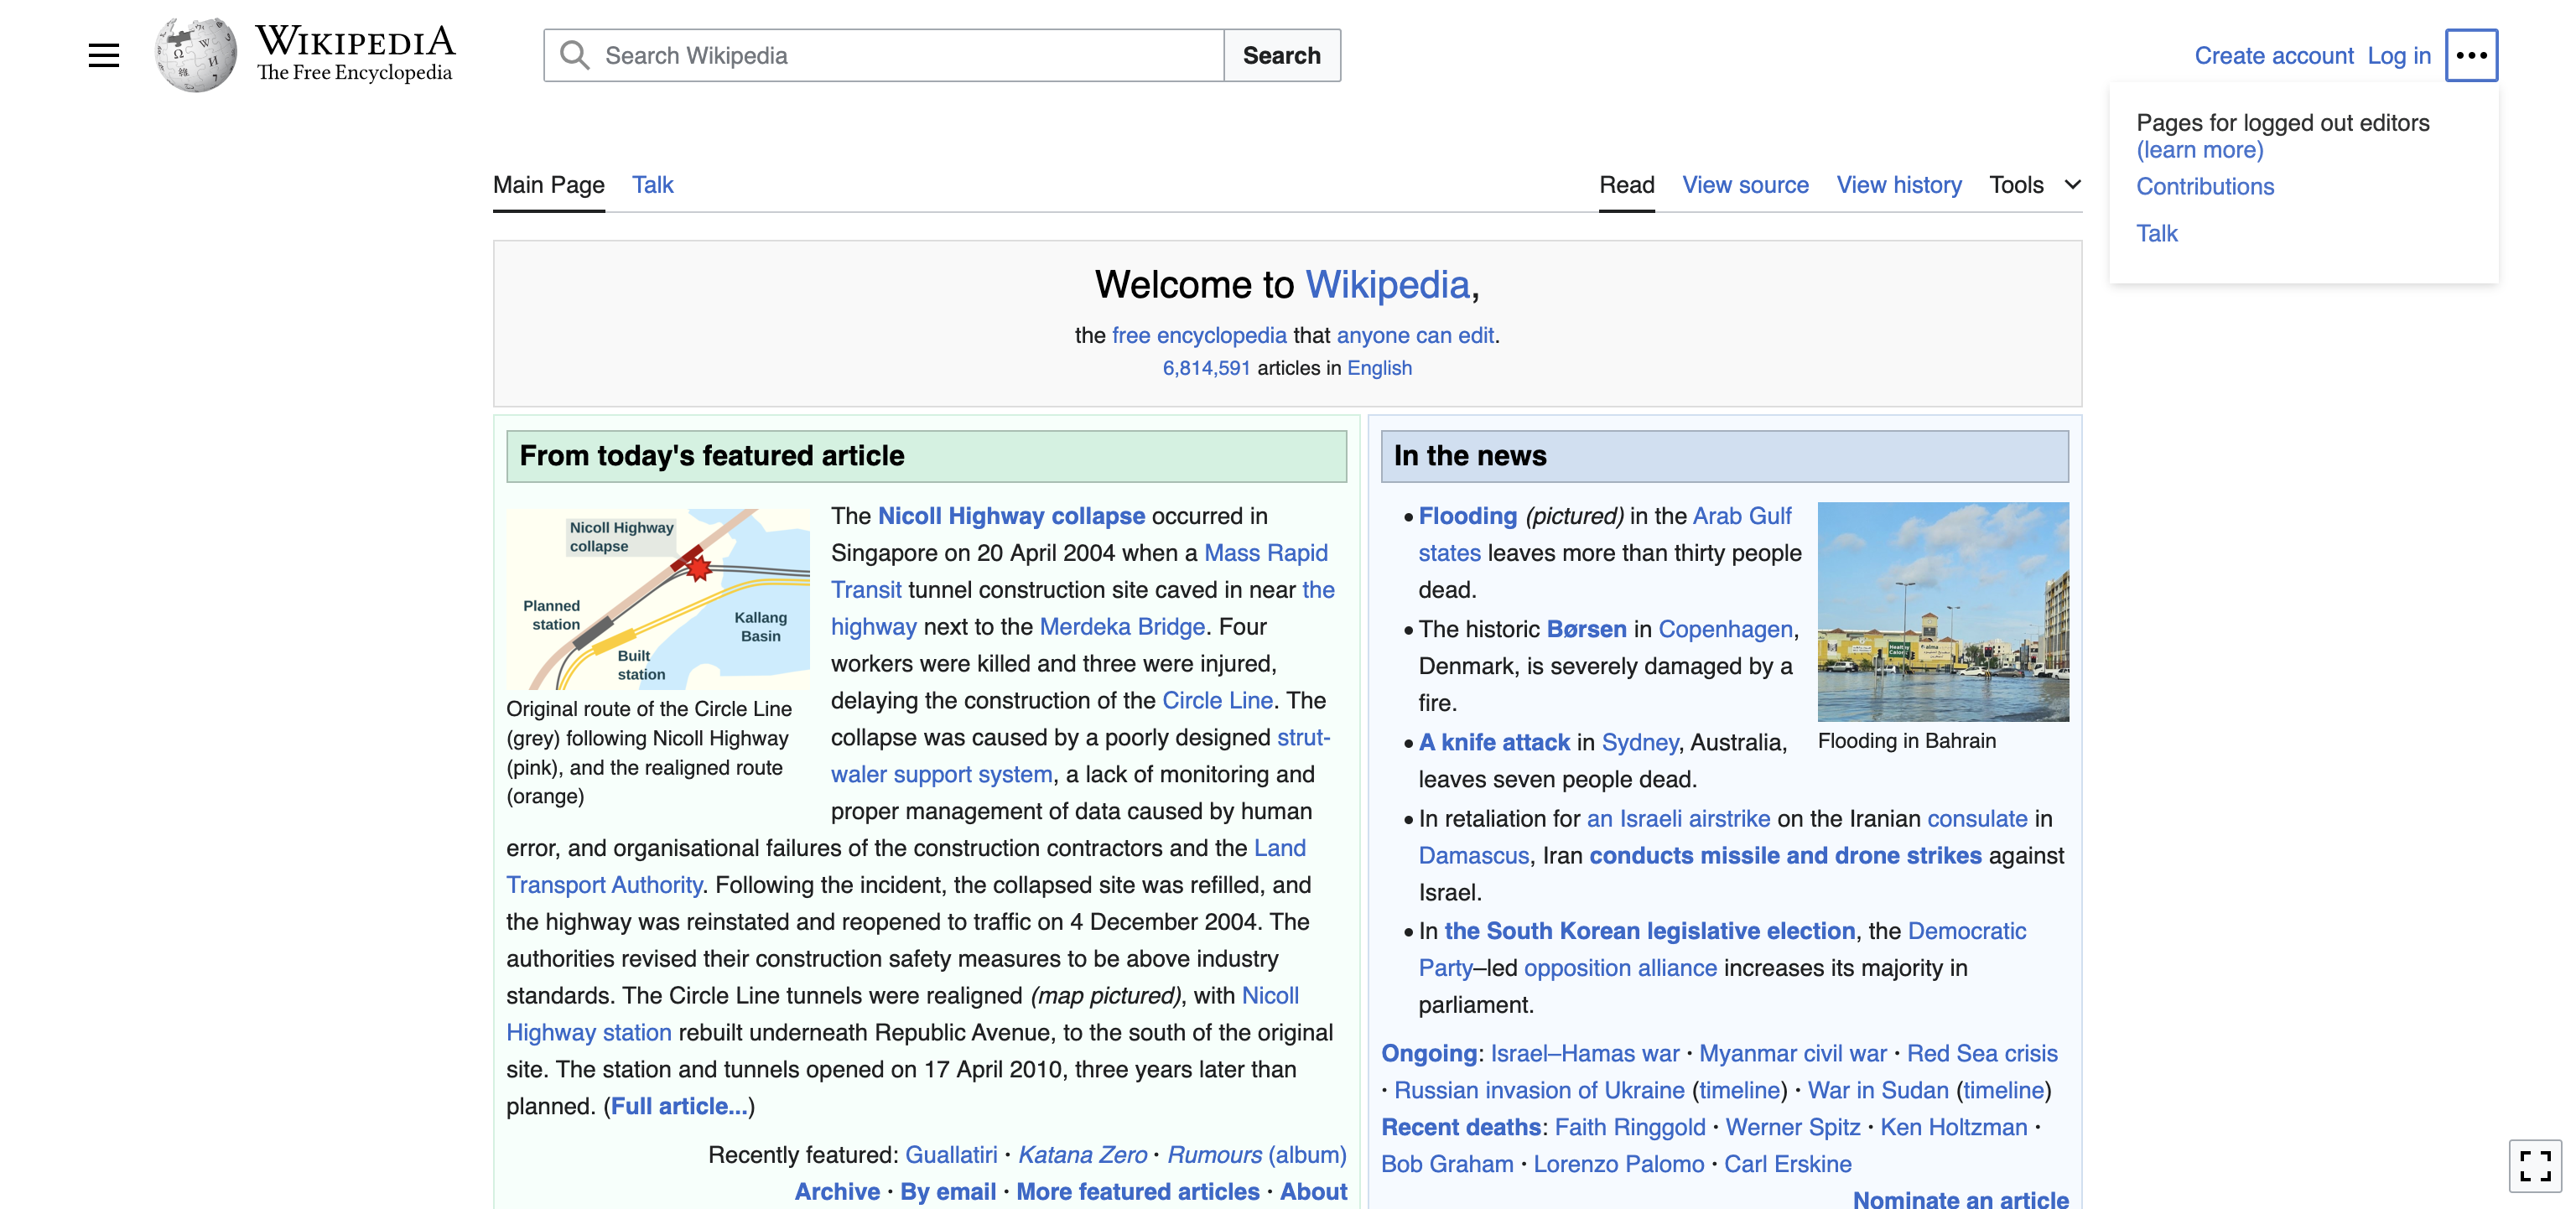 WIKIPEDIA
The Free Encyclopedia
Search Wikipedia
Search
Create account Log in
Pages for logged out editors
(learn more)
Contributions
Talk
Main Page Talk
Read View source View history Tools
Welcome to Wikipedia,
the free encyclopedia that anyone can edit.
6,814,591 articles in English
From today's featured article
Nicoll Highway
collapse
Planned
station
Kallang
Basin
Built
station
Original route of the Circle Line
(grey) following Nicoll Highway
(pink), and the realigned route
(orange)
The Nicoll Highway collapse occurred in
Singapore on 20 April 2004 when a Mass Rapid
Transit tunnel construction site caved in near the
highway next to the Merdeka Bridge. Four
workers were killed and three were injured,
delaying the construction of the Circle Line. The
collapse was caused by a poorly designed strut-
waler support system, a lack of monitoring and
proper management of data caused by human
error, and organisational failures of the construction contractors and the Land
Transport Authority. Following the incident, the collapsed site was refilled, and
the highway was reinstated and reopened to traffic on 4 December 2004. The
authorities revised their construction safety measures to be above industry
standards. The Circle Line tunnels were realigned (map pictured), with Nicoll
Highway station rebuilt underneath Republic Avenue, to the south of the original
site. The station and tunnels opened on 17 April 2010, three years later than
planned. (Full article...)
Recently featured: Guallatiri · Katana Zero · Rumours (album)
Archive · By email · More featured articles · About
In the news
• Flooding (pictured) in the Arab Gulf
states leaves more than thirty people
dead.
• The historic Børsen in Copenhagen,
Denmark, is severely damaged by a
fire.
• A knife attack in Sydney, Australia,
leaves seven people dead.
Flooding in Bahrain
• In retaliation for an Israeli airstrike on the Iranian consulate in
Damascus, Iran conducts missile and drone strikes against
Israel.
• In the South Korean legislative election, the Democratic
Party–led opposition alliance increases its majority in
parliament.
Ongoing: Israel–Hamas war · Myanmar civil war · Red Sea crisis
· Russian invasion of Ukraine (timeline) · War in Sudan (timeline)
Recent deaths: Faith Ringgold · Werner Spitz · Ken Holtzman ·
Bob Graham · Lorenzo Palomo · Carl Erskine
Nominate an article